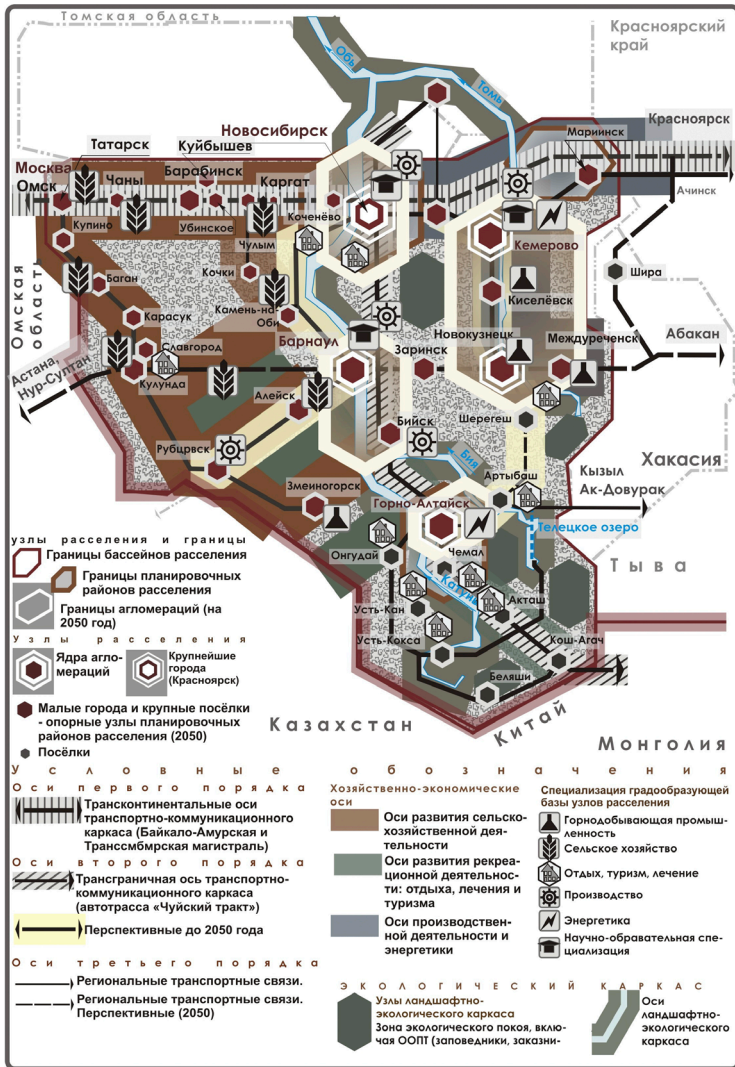 Томская область
Красноярский
край
Обь
Томь
Новосибирск
Красноярск
Татарск
Куйбышев
Мариинск
Москва
Омск
Чаны
Барабинск
Каргат
Ачинск
Купино
Убинское
Коченёво
Чулым
Кемерово
Омская
область
Баган
Кочки
Шира
Киселёвск
Карасук
Камень-на-
Оби
Барнаул
Новокузнецк
Междуреченск
Абакан
Славгород
Заринск
Астана,
Нур-Султан
Кулунда
Алейск
Шерегеш
Бийск
Рубцрвск
Бия
Артыбаш
Хакасия
Змеиногорск
Кызыл
Ак-Довурак
Горно-Алтайск
Телецкое озеро
Онгудай
Чемал
Тыва
Катунь
Акташ
Усть-Кан
Усть-Кокса
Кош-Агач
Беляши
Казахстан
Китай
Монголия
узлы расселения и границы
Границы бассейнов расселения
Границы планировочных
районов расселения
Границы агломераций (на
2050 год)
Узлы расселения
Ядра агло-
мераций
Крупнейшие
города
(Красноярск)
Малые города и крупные посёлки
- опорные узлы планировочных
районов расселения (2050)
Посёлки
Условные обозначения
Оси первого порядка
Трансконтинентальные оси
транспортно-коммуникационного
каркаса (Байкало-Амурская и
Транссмбмрская магистраль)
Оси второго порядка
Трансграничная ось транспортно-
коммуникационного каркаса
(автотрасса «Чуйский тракт»)
Перспективные до 2050 года
Оси третьего порядка
Региональные транспортные связи.
Региональные транспортные связи.
Перспективные (2050)
Хозяйственно-экономические
оси
Оси развития сельско-
хозяйственной дея-
тельности
Оси развития рекреа-
ционной деятельнос-
ти: отдыха, лечения и
туризма
Оси производствен-
ной деятельности и
энергетики
Специализация градообразующей
базы узлов расселения
Горнодобывающая промыш-
ленность
Сельское хозяйство
Отдых, туризм, лечение
Производство
Энергетика
Научно-обравательная спе-
циализация
ЭКОЛОГИЧЕСКИЙ КАРКАС
Узлы ландшафтно-
экологического каркаса
Зона экологического покоя, вклю-
чая ООПТ (заповедники, заказни-
Оси
ландшафтно-
экологического
каркаса